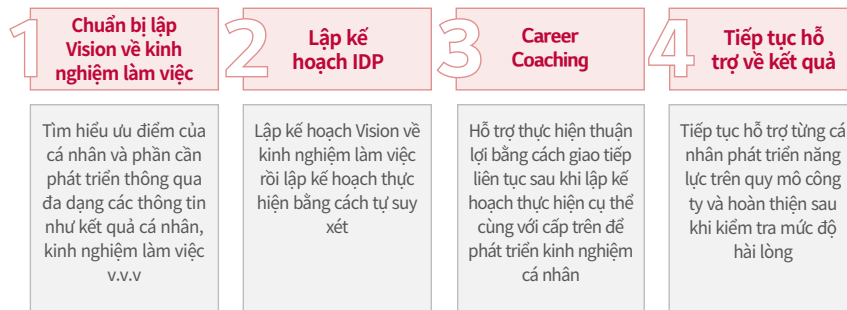 1
Chuẩn bị lập
Vision về kinh
nghiệm làm việc
Tìm hiểu ưu điểm của
cá nhân và phần cần
phát triển thông qua
đa dạng các thông tin
như kết quả cá nhân,
kinh nghiệm làm việc
v.v.v
2
Lập kế
hoạch IDP
Lập kế hoạch Vision về
kinh nghiệm làm việc
rồi lập kế hoạch thực
hiện bằng cách tự suy
xét
3
Career
Coaching
Hỗ trợ thực hiện thuận
lợi bằng cách giao tiếp
liên tục sau khi lập kế
hoạch thực hiện cụ thể
cùng với cấp trên để
phát triển kinh nghiệm
cá nhân
4
Tiếp tục hỗ
trợ về kết quả
Tiếp tục hỗ trợ từng cá
nhân phát triển năng
lực trên quy mô công
ty và hoàn thiện sau
khi kiểm tra mức độ
hài lòng